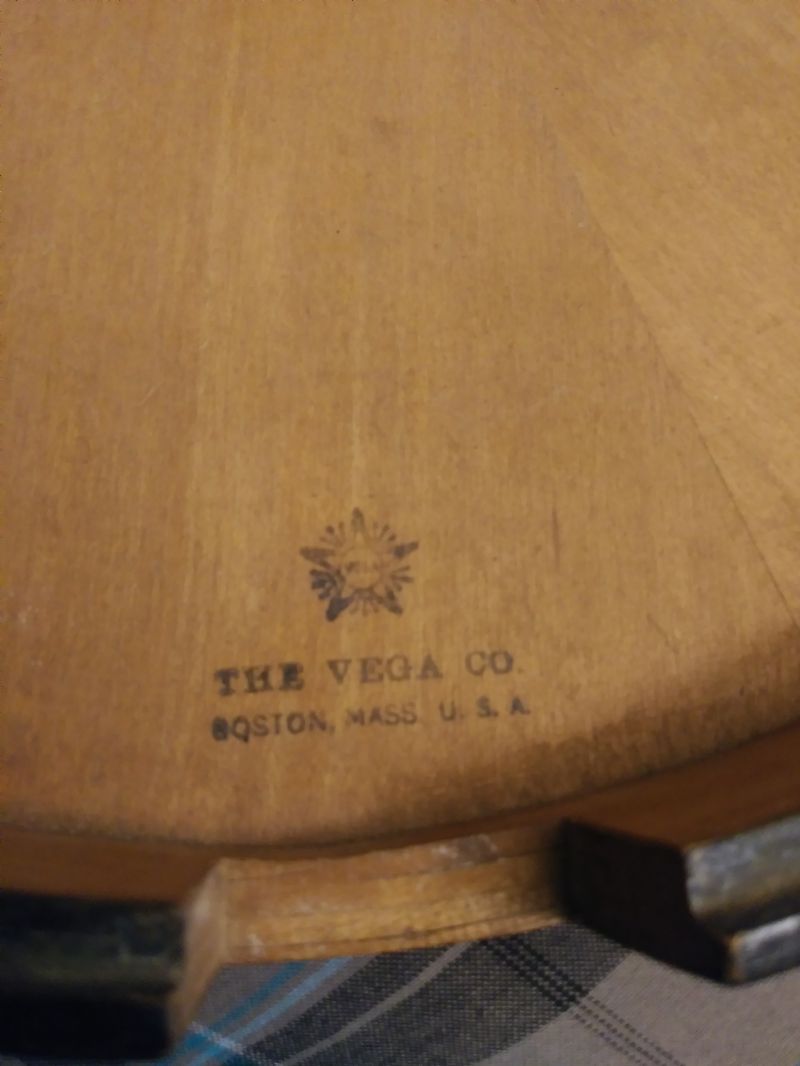 THE VEGA CO.
BOSTON, MASS. U. S. A.